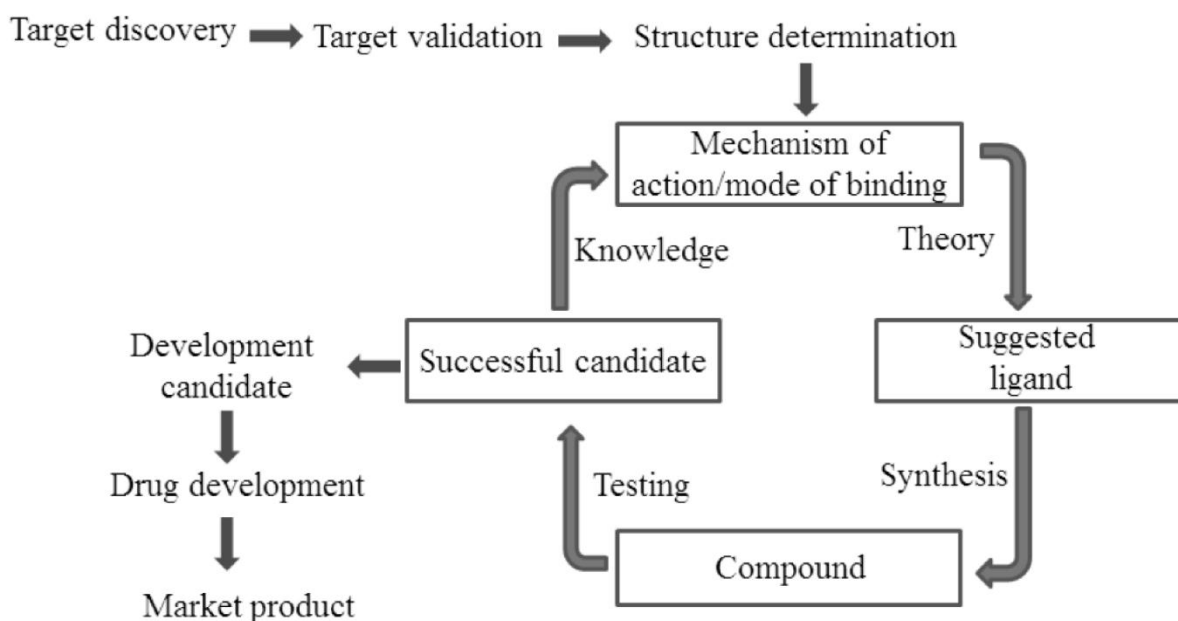 Target discovery
Target validation
Structure determination
Mechanism of
action/mode of binding
Knowledge
Theory
Development
candidate
Successful candidate
Suggested
ligand
Drug development
Testing
Synthesis
Compound
Market product